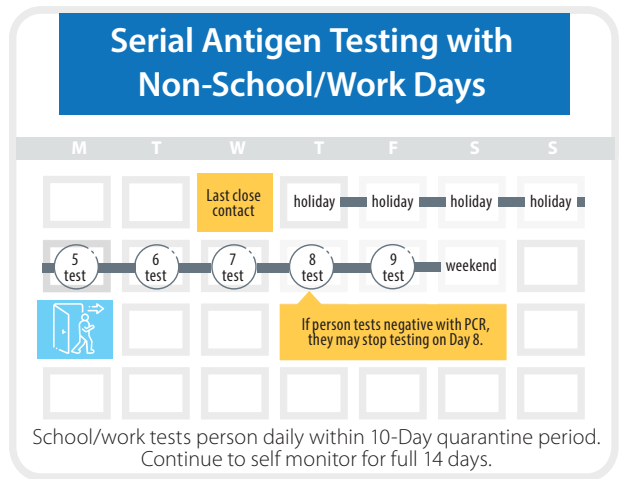 Serial Antigen Testing with
Non-School/Work Days
M T W T F S S
Last close
contact
holiday holiday holiday holiday
5
test
6
test
7
test
8
test
9
test
weekend
If person tests negative with PCR,
they may stop testing on Day 8.
School/work tests person daily within 10-Day quarantine period.
Continue to self monitor for full 14 days.